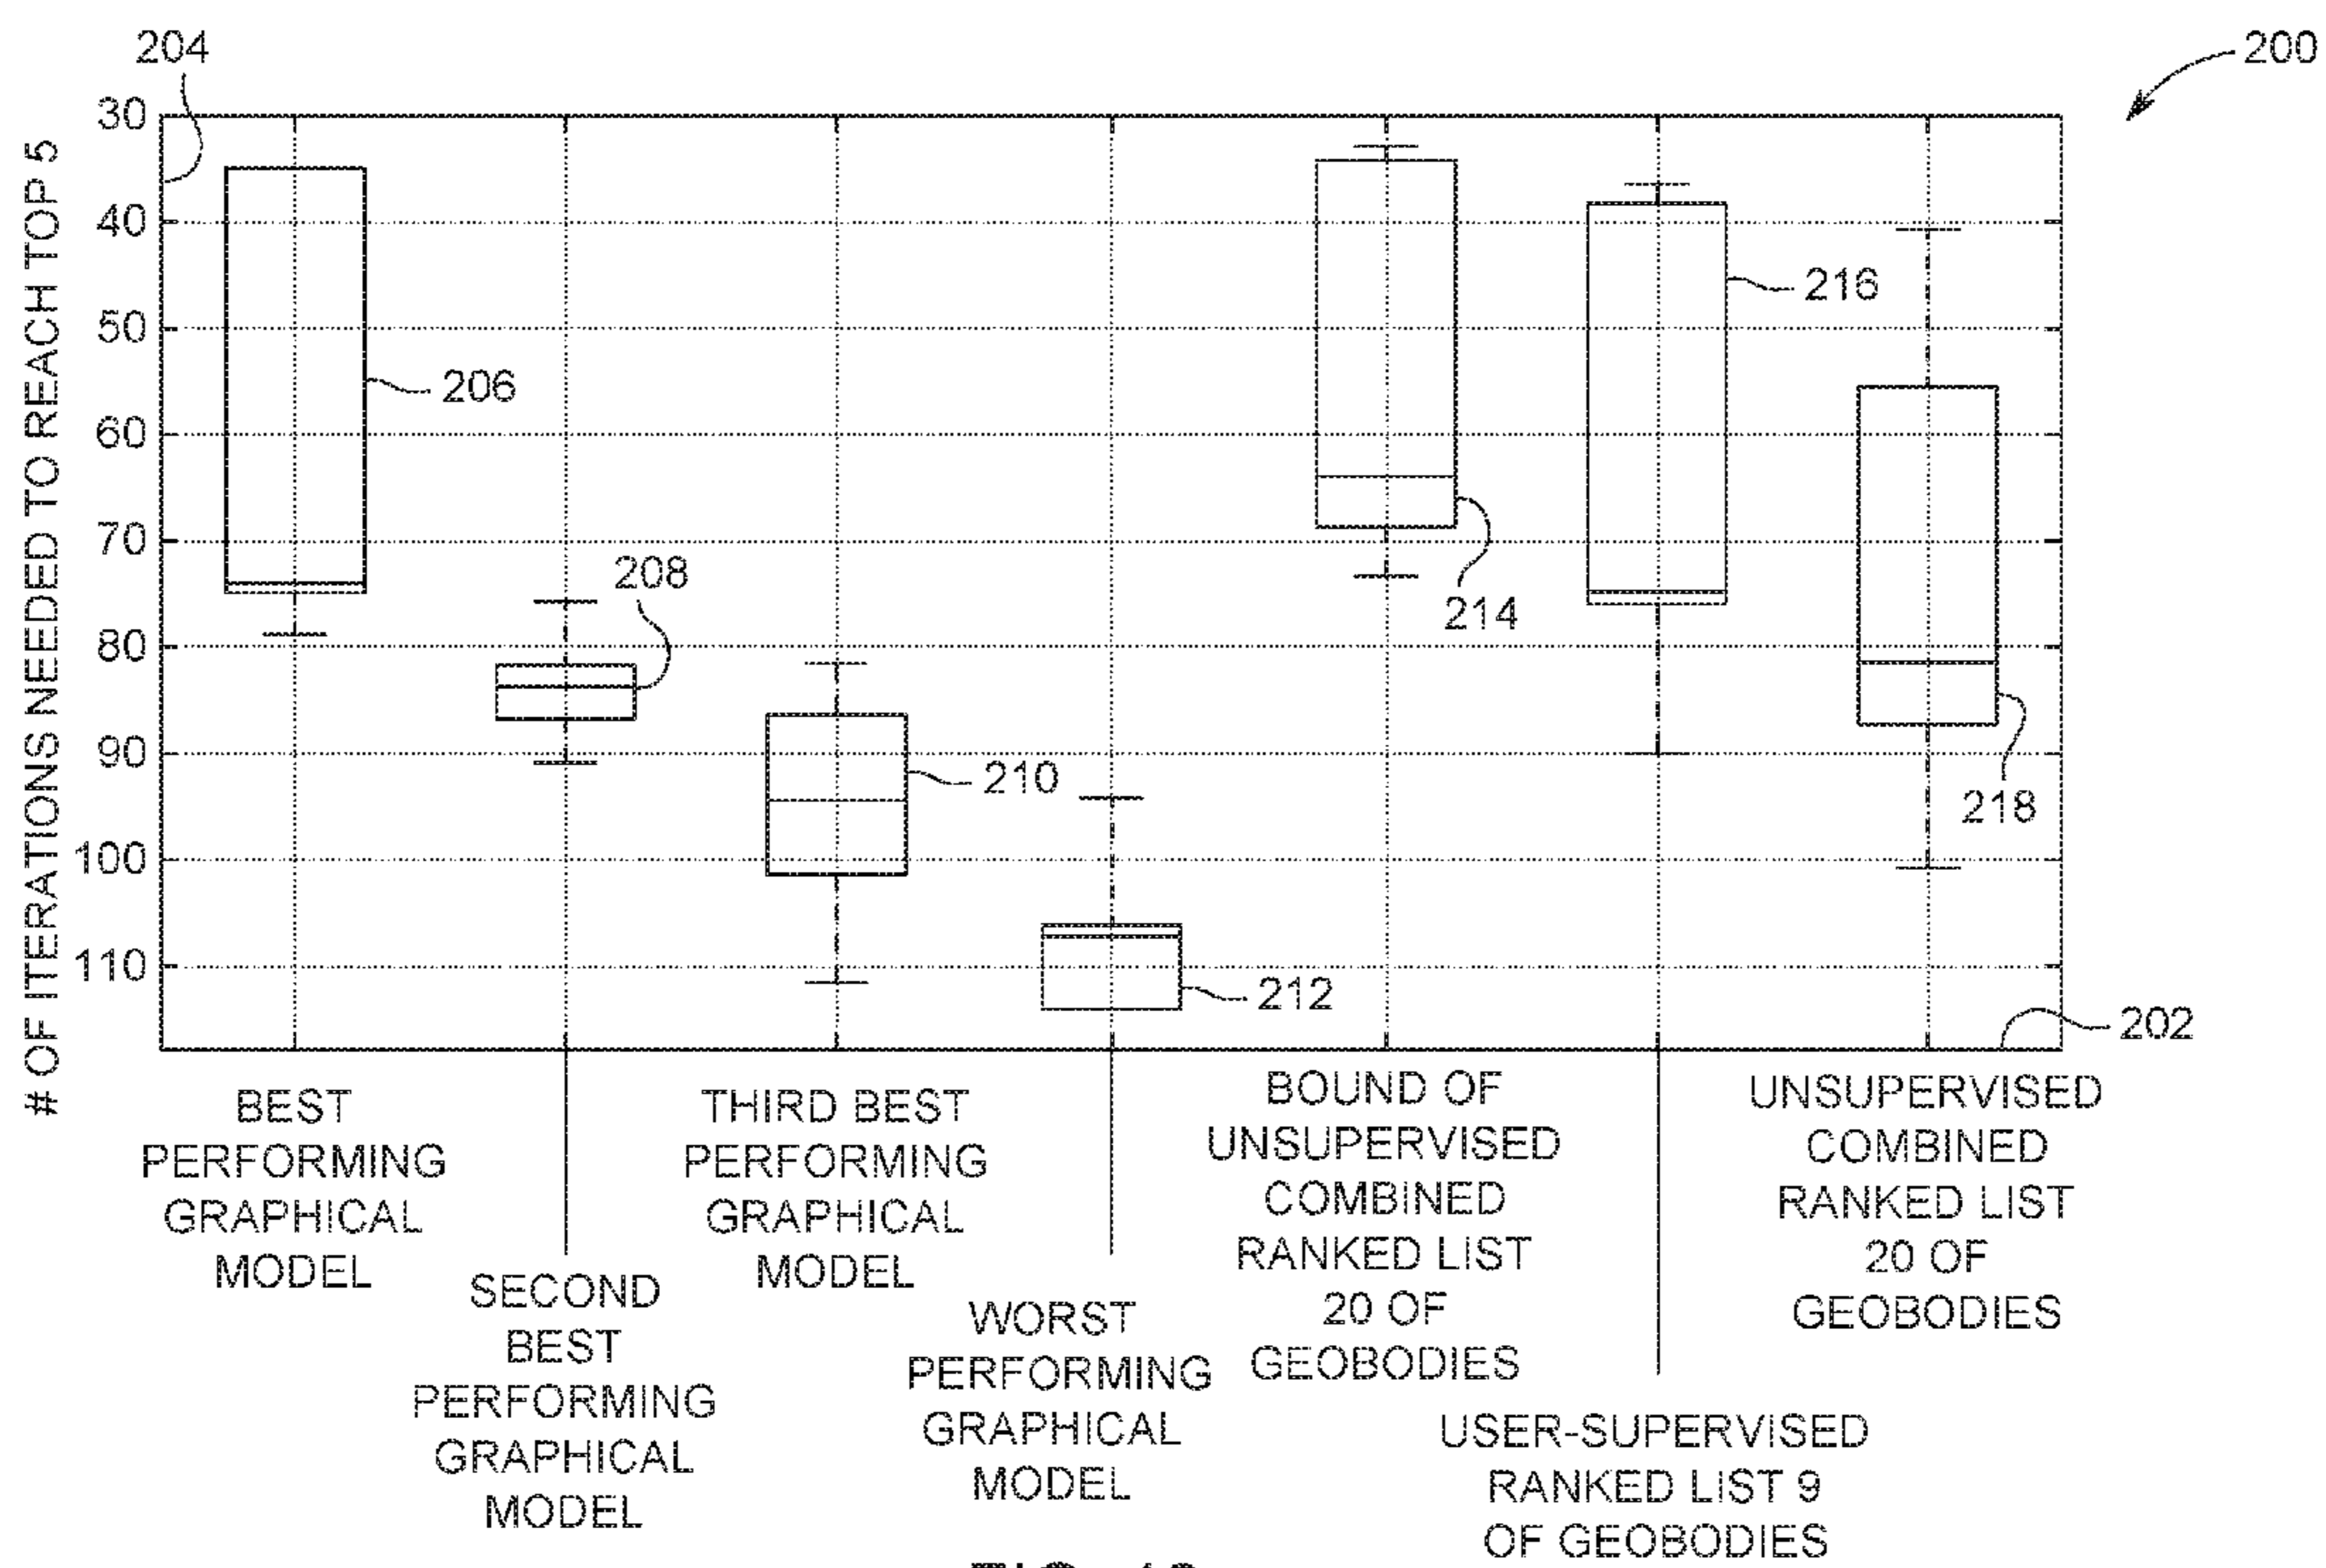 204
200
# OF ITERATIONS NEEDED TO REACH TOP 5
30
40
50
60
70
80
90
100
110
206
208
210
212
214
216
218
202
BEST
PERFORMING
GRAPHICAL
MODEL
SECOND
BEST
PERFORMING
GRAPHICAL
MODEL
THIRD BEST
PERFORMING
GRAPHICAL
MODEL
WORST
PERFORMING
GRAPHICAL
MODEL
BOUND OF
UNSUPERVISED
COMBINED
RANKED LIST
20 OF
GEOBODIES
USER-SUPERVISED
RANKED LIST 9
OF GEOBODIES
UNSUPERVISED
COMBINED
RANKED LIST
20 OF
GEOBODIES